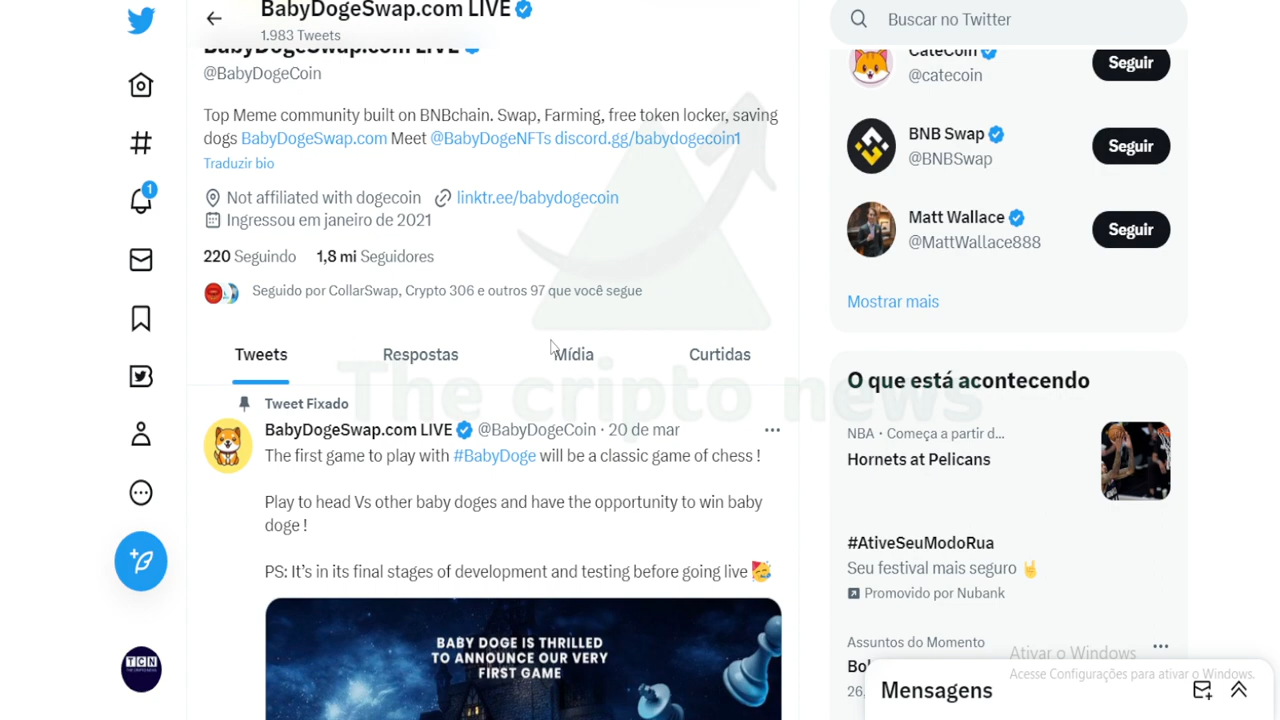 BabyDogeSwap.com LIVE
1.983 Tweets
BabyDogeSwap.com LIVE
@BabyDogeCoin
Top Meme community built on BNBchain. Swap, Farming, free token locker, saving
dogs BabyDogeSwap.com Meet @BabyDogeNFTs discord.gg/babydogecoin1
Traduzir bio
Not affiliated with dogecoin linktr.ee/babydogecoin
Ingressou em janeiro de 2021
220 Seguindo 1,8 mi Seguidores
Seguido por CollarSwap, Crypto 306 e outros 97 que você segue
Tweets Respostas Mídia Curtidas
The cripto news
Tweet Fixado
BabyDogeSwap.com LIVE @BabyDogeCoin · 20 de mar
The first game to play with #BabyDoge will be a classic game of chess !
Play to head Vs other baby doges and have the opportunity to win baby
doge !
PS: It’s in its final stages of development and testing before going live
BABY DOGE IS THRILLED
TO ANNOUNCE OUR VERY
FIRST GAME
1
TCN
Buscar no Twitter
CateCoin
@catecoin
Seguir
BNB Swap
@BNBSwap
Seguir
Matt Wallace
@MattWallace888
Seguir
Mostrar mais
O que está acontecendo
NBA · Começa a partir d...
Hornets at Pelicans
#AtiveSeuModoRua
Seu festival mais seguro
Promovido por Nubank
Assuntos do Momento
Ativar o Windows
Acesse Configurações para ativar o Windows.
Mensagens